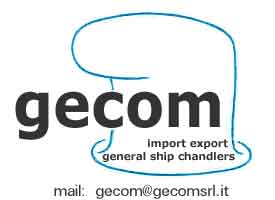 gecom
import export
general ship chandlers
mail: gecom@gecomsrl.it